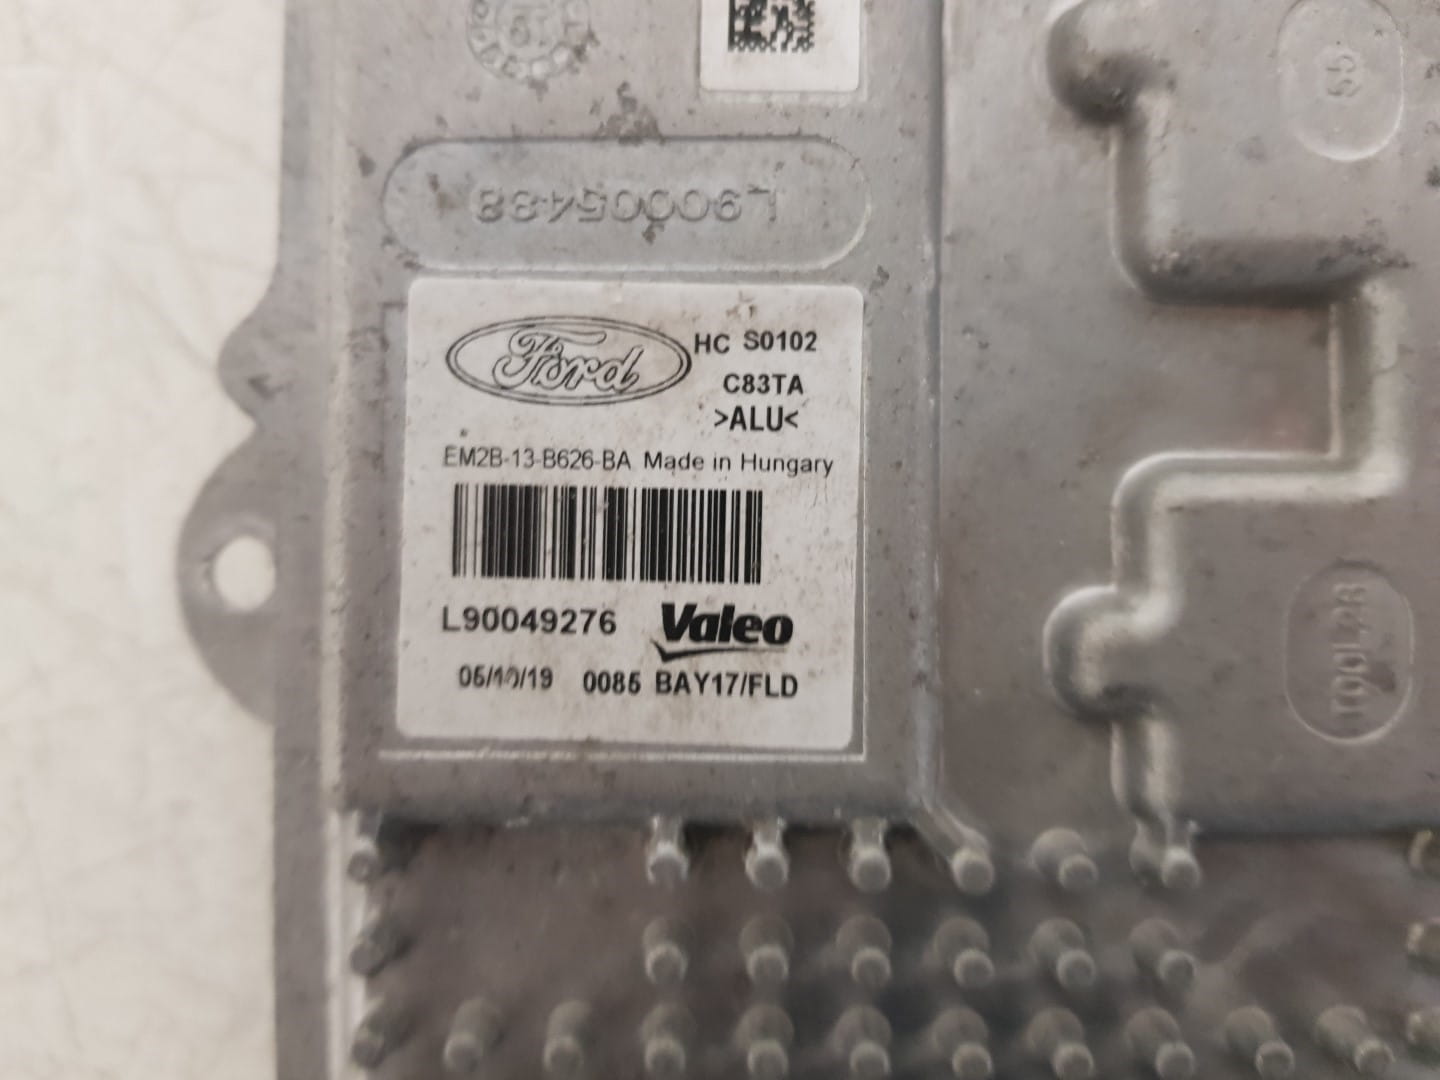 L90005488
Ford HC S0102
C83TA
>ALU<
EM2B-13-B626-BA Made in Hungary
L90049276 Valeo
05/10/19 0085 BAY17/FLD
TOOL28